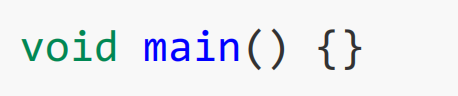 void main() {}